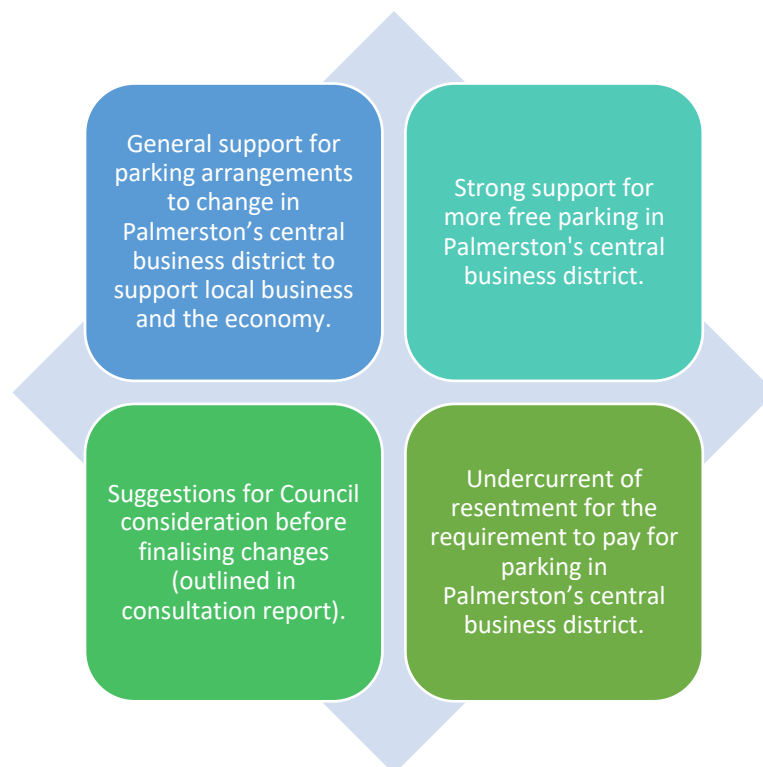 General support for
parking arrangements
to change in
Palmerston’s central
business district to
support local business
and the economy.
Strong support for
more free parking in
Palmerston's central
business district.
Suggestions for Council
consideration before
finalising changes
(outlined in
consultation report).
Undercurrent of
resentment for the
requirement to pay for
parking in
Palmerston’s central
business district.